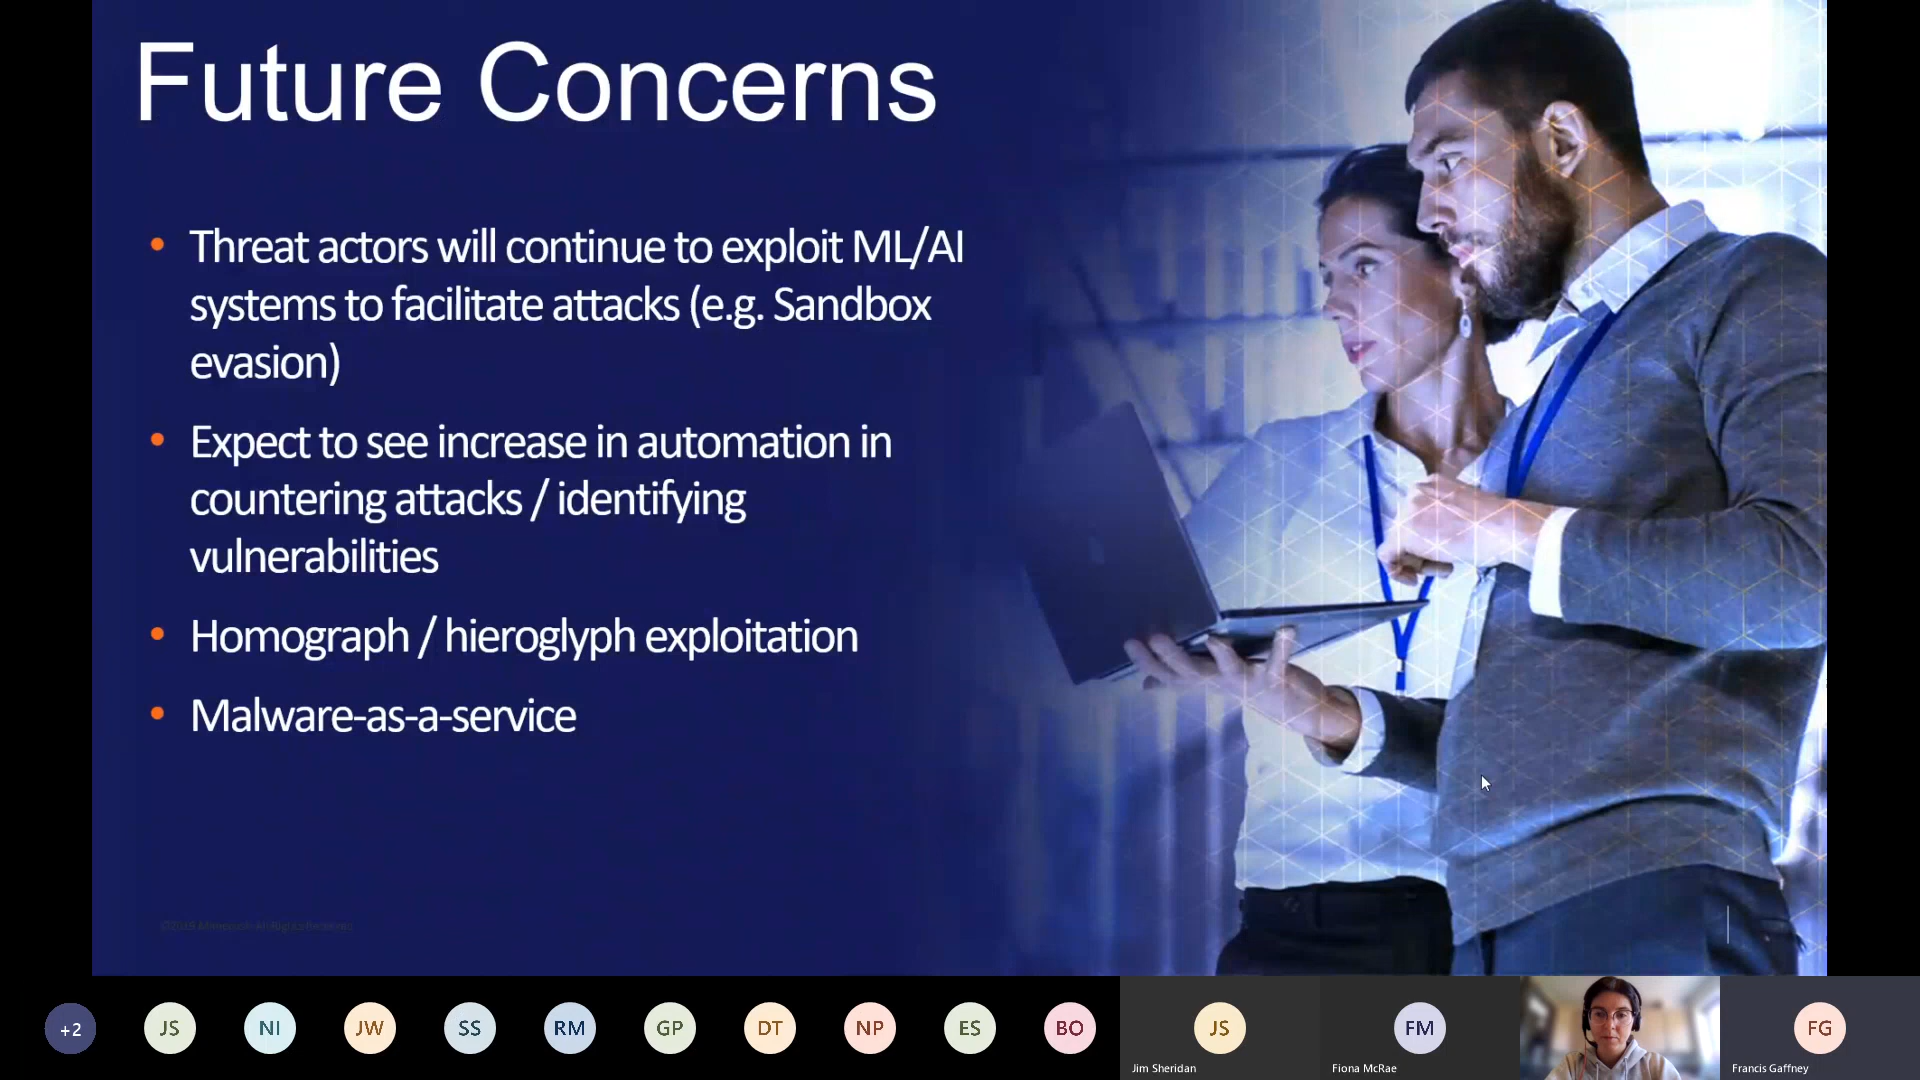 Future Concerns
• Threat actors will continue to exploit ML/AI
systems to facilitate attacks (e.g. Sandbox
evasion)
• Expect to see increase in automation in
countering attacks / identifying
vulnerabilities
• Homograph / hieroglyph exploitation
• Malware-as-a-service
+2
JS
NI
JW
SS
RM
GP
DT
NP
ES
BO
JS
Jim Sheridan
FM
Fiona McRae
FG
Francis Gaffney